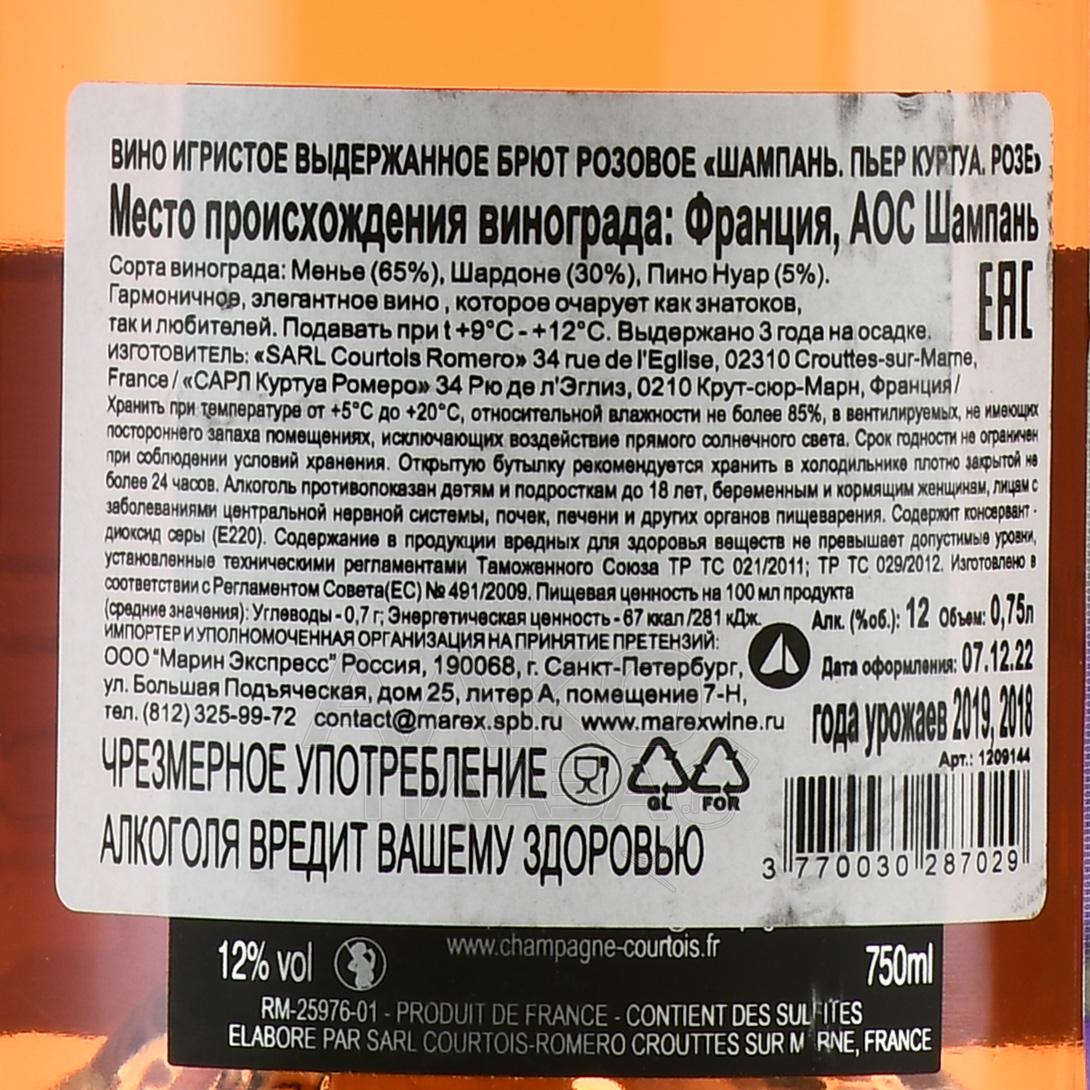 ВИНО ИГРИСТОЕ ВЫДЕРЖАННОЕ БРЮТ РОЗОВОЕ «ШАМПАНЬ. ПЬЕР КУРТУА. РОЗЕ»
Место происхождения винограда: Франция, АОС Шампань
Сорта винограда: Менье (65%), Шардоне (30%), Пино Нуар (5%).
Гармоничное, элегантное вино , которое очарует как знатоков,
так и любителей. Подавать при t +9°C - +12°C. Выдержано 3 года на осадке.
EAC
ИЗГОТОВИТЕЛЬ: «SARL Courtois Romero» 34 rue de l'Eglise, 02310 Crouttes-sur-Marne,
France / «САРЛ Куртуа Ромеро» 34 Рю де л'Эглиз, 0210 Крут-сюр-Марн, Франция /
Хранить при температуре от +5°C до +20°C, относительной влажности не более 85%, в вентилируемых, не имеющих
постороннего запаха помещениях, исключающих воздействие прямого солнечного света. Срок годности не ограничен
при соблюдении условий хранения. Открытую бутылку рекомендуется хранить в холодильнике плотно закрытой не
более 24 часов. Алкоголь противопоказан детям и подросткам до 18 лет, беременным и кормящим женщинам, лицам с
заболеваниями центральной нервной системы, почек, печени и других органов пищеварения. Содержит консервант -
диоксид серы (Е220). Содержание в продукции вредных для здоровья веществ не превышает допустимые уровни,
установленные техническими регламентами Таможенного Союза ТР ТС 021/2011; ТР ТС 029/2012. Изготовлено в
соответствии с Регламентом Совета(ЕС) № 491/2009. Пищевая ценность на 100 мл продукта
(средние значения): Углеводы - 0,7 г; Энергетическая ценность - 67 ккал /281 кДж.
Алк. (%об.): 12 Объем: 0,75л
ИМПОРТЕР И УПОЛНОМОЧЕННАЯ ОРГАНИЗАЦИЯ НА ПРИНЯТИЕ ПРЕТЕНЗИЙ:
ООО "Марин Экспресс" Россия, 190068, г. Санкт-Петербург,
Дата оформления: 07.12.22
ул. Большая Подъяческая, дом 25, литер А, помещение 7-Н,
тел. (812) 325-99-72 contact@marex.spb.ru www.marexwine.ru
года урожаев 2019, 2018
Арт.: 1209144
ЧРЕЗМЕРНОЕ УПОТРЕБЛЕНИЕ
GL FOR
АЛКОГОЛЯ ВРЕДИТ ВАШЕМУ ЗДОРОВЬЮ
3 770030 287029
www.champagne-courtois.fr
12% vol
750ml
RM-25976-01 - PRODUIT DE FRANCE - CONTIENT DES SULFITES
ELABORE PAR SARL COURTOIS-ROMERO CROUTTES SUR M RNE, FRANCE